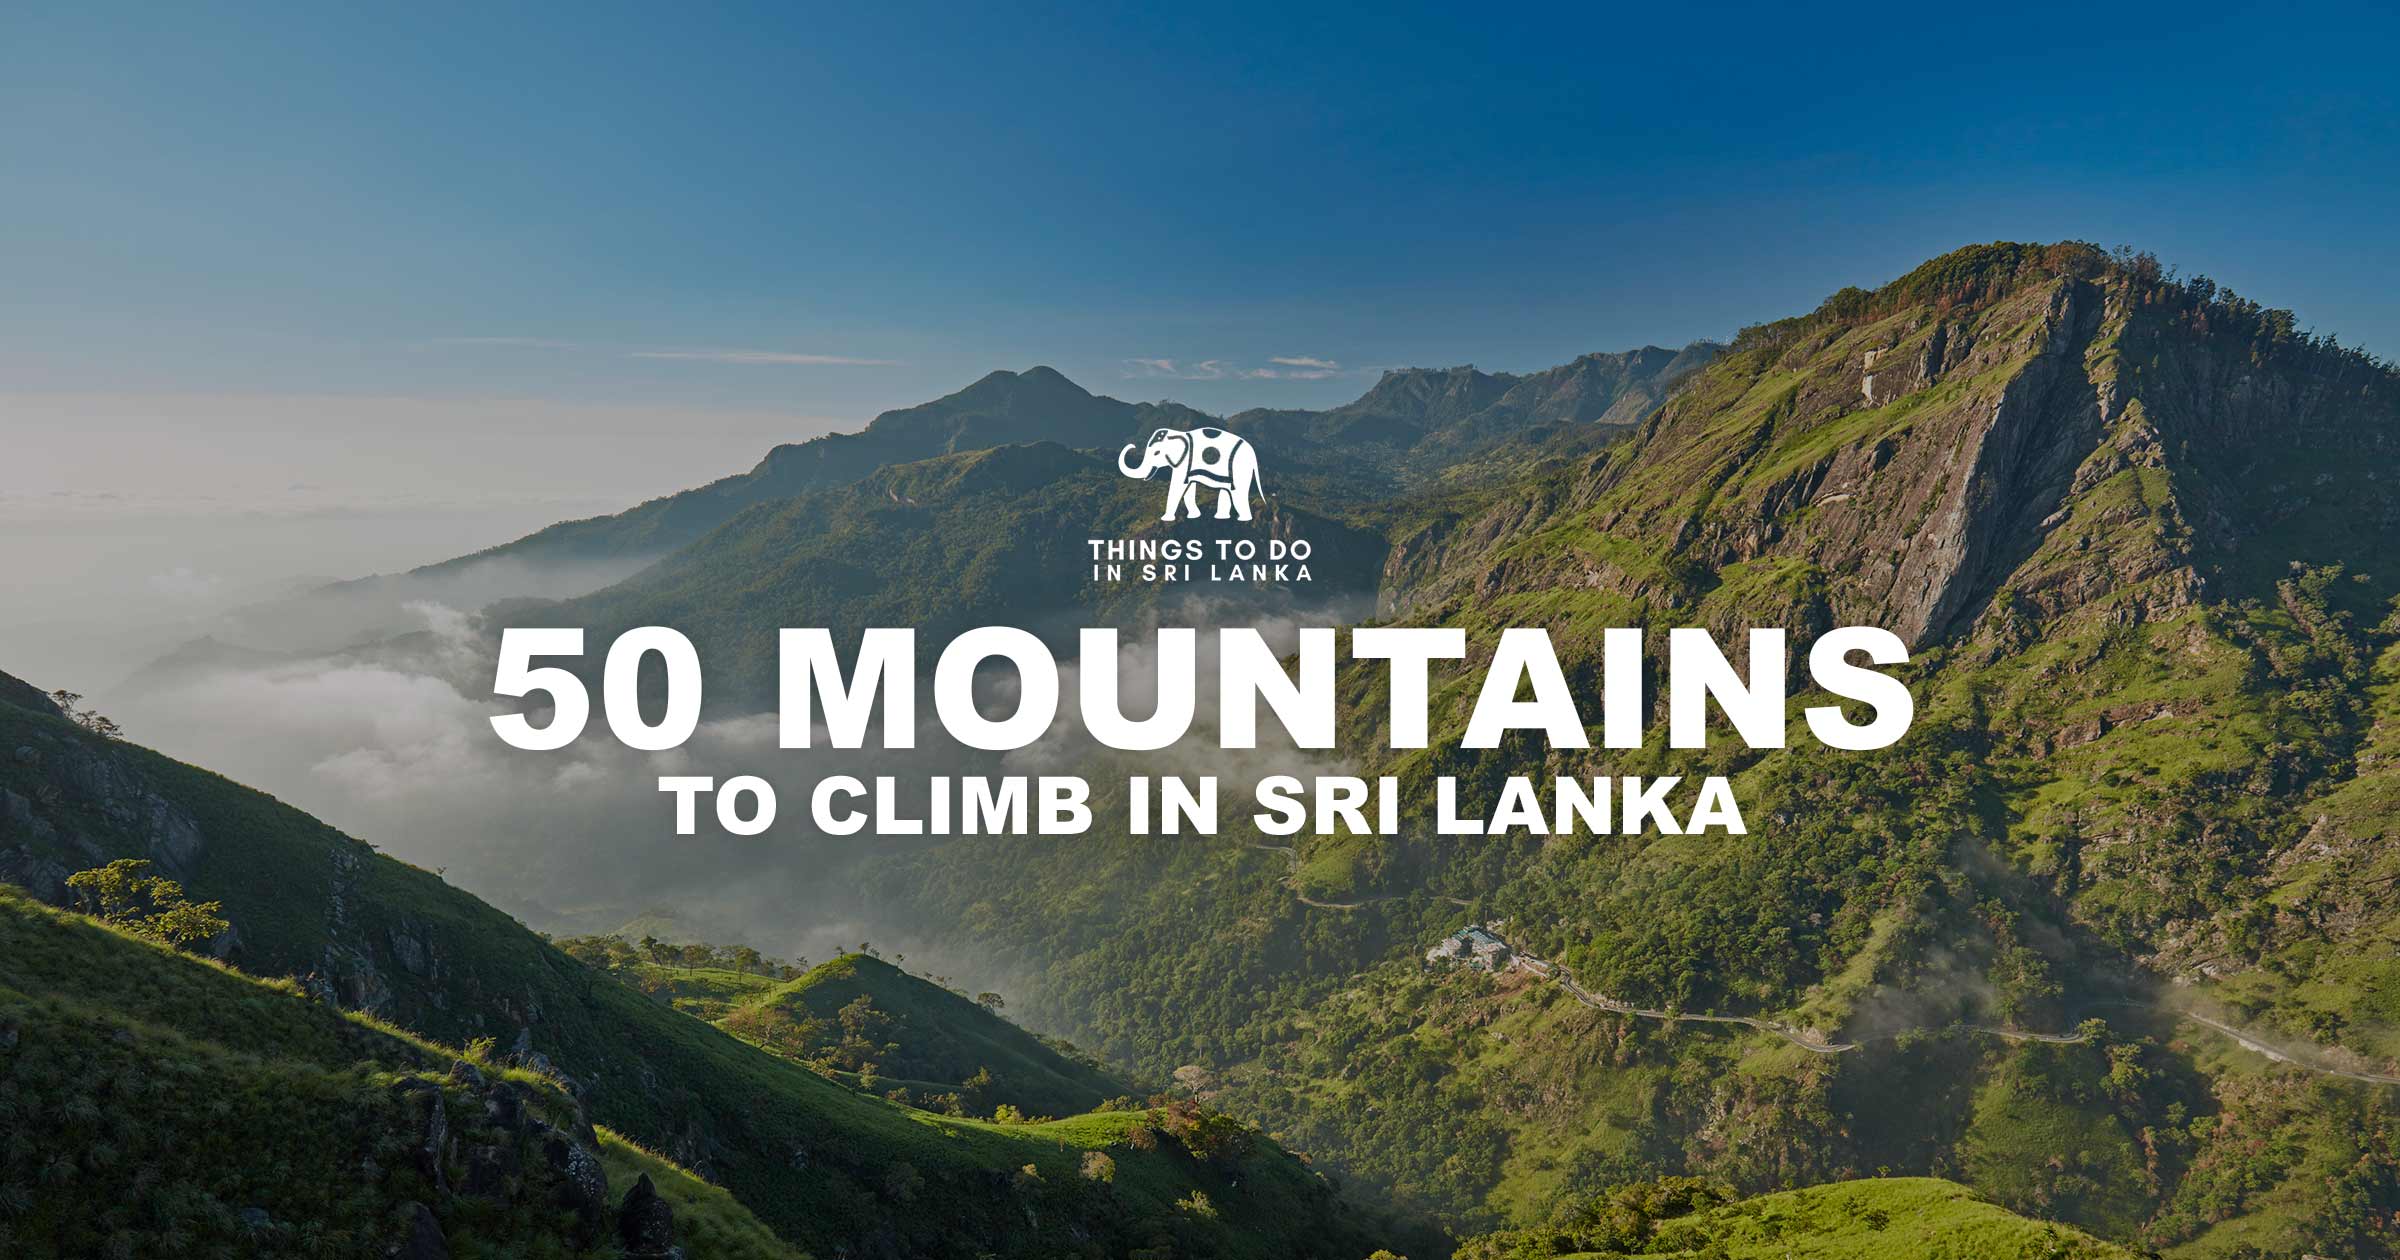 THINGS TO DO
IN SRI LANKA
50 MOUNTAINS
TO CLIMB IN SRI LANKA